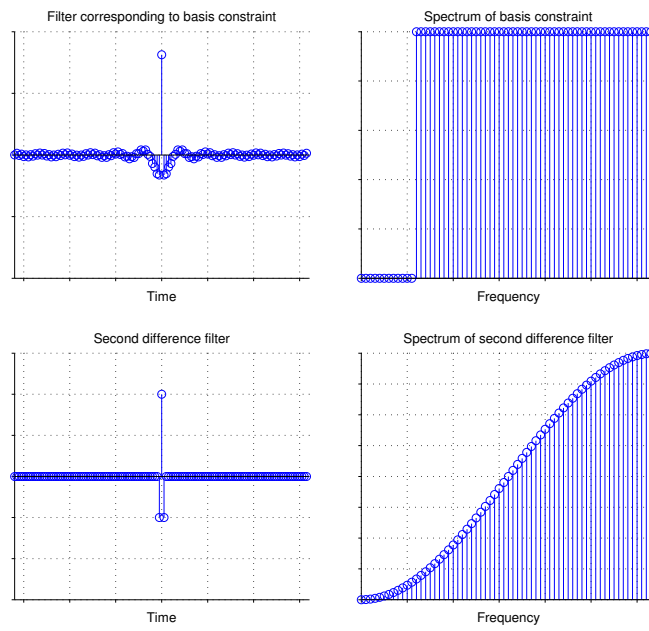 Filter corresponding to basis constraint
Spectrum of basis constraint
Time
Frequency
Second difference filter
Spectrum of second difference filter
Time
Frequency